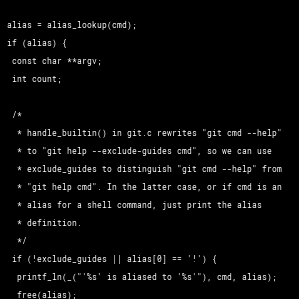 alias = alias_lookup(cmd);
if (alias) {
const char **argv;
int count;

/*
* handle_builtin() in git.c rewrites "git cmd --help"
* to "git help --exclude-guides cmd", so we can use
* exclude_guides to distinguish "git cmd --help" from
* "git help cmd". In the latter case, or if cmd is an
* alias for a shell command, just print the alias
* definition.
*/
if (!exclude_guides || alias[0] == '!') {
printf_ln(_("'%s' is aliased to '%s'"), cmd, alias);
free(alias);